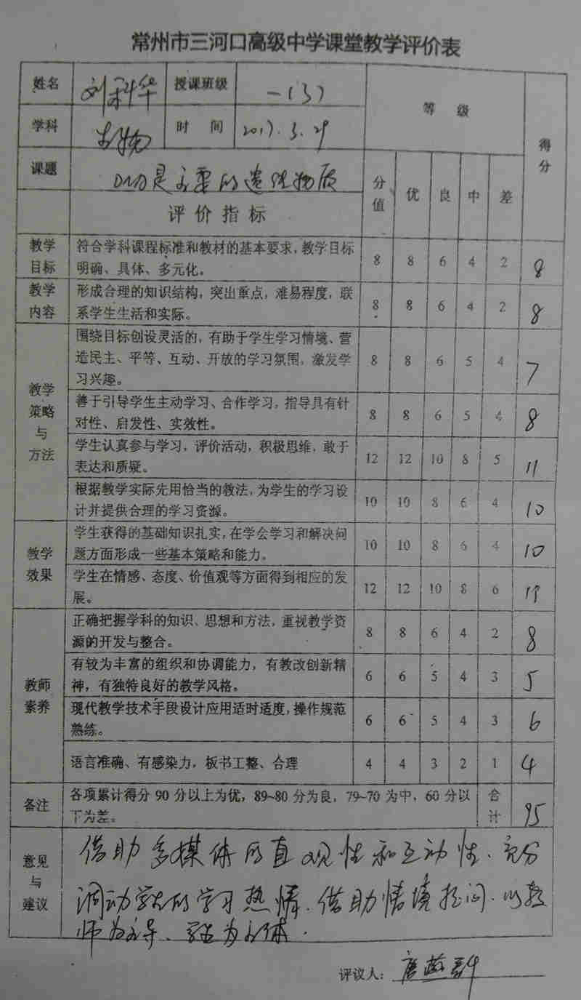 常州市三河口高级中学课堂教学评价表
姓名 刘科华 授课班级 一(3) 等 级 得分
学科 生物 时 间 2017.3.29
课题 DNA是主要的遗传物质 分值 优 良 中 差
评 价 指 标
教学目标 符合学科课程标准和教材的基本要求,教学目标 8 8 6 4 2 8
明确、具体、多元化。
教学内容 形成合理的知识结构,突出重点,难易程度,联 8 8 6 4 2 8
系学生生活和实际。
教学策略与方法 围绕目标创设灵活的,有助于学生学习情境、营
造民主、平等、互动、开放的学习氛围,激发学 8 8 6 5 4 7
习兴趣。
善于引导学生主动学习、合作学习,指导具有针 8 8 6 5 4 8
对性、启发性、实效性。
学生认真参与学习,评价活动,积极思维,敢于 12 12 10 8 5 11
表达和质疑。
根据教学实际先用恰当的教法,为学生的学习设 10 10 8 6 4 10
计并提供合理的学习资源。
教学效果 学生获得的基础知识扎实,在学会学习和解决问 10 10 8 6 4 10
题方面形成一些基本策略和能力。
学生在情感、态度、价值观等方面得到相应的发 12 12 10 8 6
展。
教师素养 正确把握学科的知识、思想和方法,重视教学资 8 8 6 4 2 8
源的开发与整合。
有较为丰富的组织和协调能力,有教改创新精 6 6 5 4 3 5
神,有独特良好的教学风格。
现代教学技术手段设计应用适时适度,操作规范 6 6 5 4 3 6
熟练。
语言准确、有感染力,板书工整、合理 4 4 3 2 1 4
备注 各项累计得分 90 分以上为优,89~80 分为良,79~70 为中,60 分以 合计 95
下为差。
意见与建议 借助多媒体的直观性和互动性、充分
调动学生的学习热情、借助情境提问、以教
师为主导、学生为主体.
评议人: